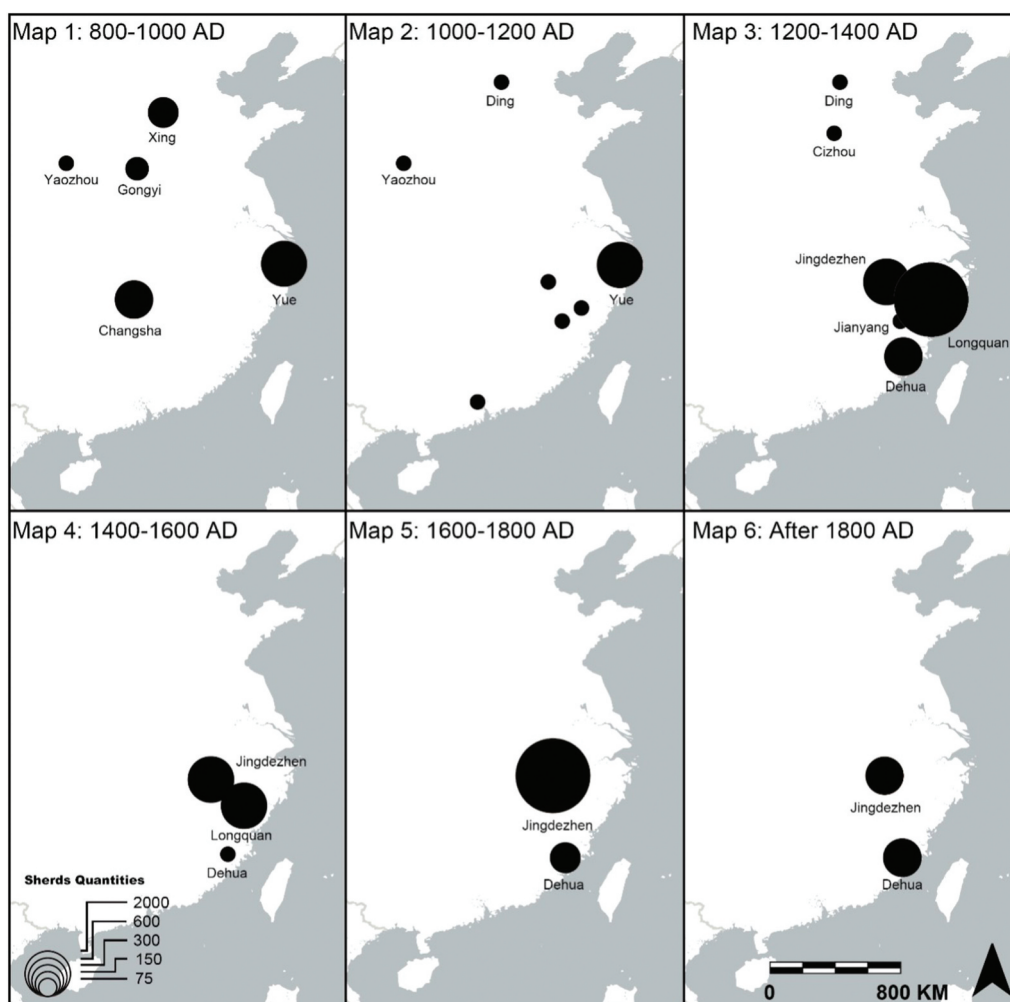 Map 1: 800-1000 AD
Xing
Yaozhou
Gongyi
Yue
Changsha
Map 2: 1000-1200 AD
Ding
Yaozhou
Yue
Map 3: 1200-1400 AD
Ding
Cizhou
Jingdezhen
Jianyang
Longquan
Dehua
Map 4: 1400-1600 AD
Jingdezhen
Longquan
Dehua
Sherds Quantities
2000
600
300
150
75
Map 5: 1600-1800 AD
Jingdezhen
Dehua
Map 6: After 1800 AD
Jingdezhen
Dehua
0 800 KM